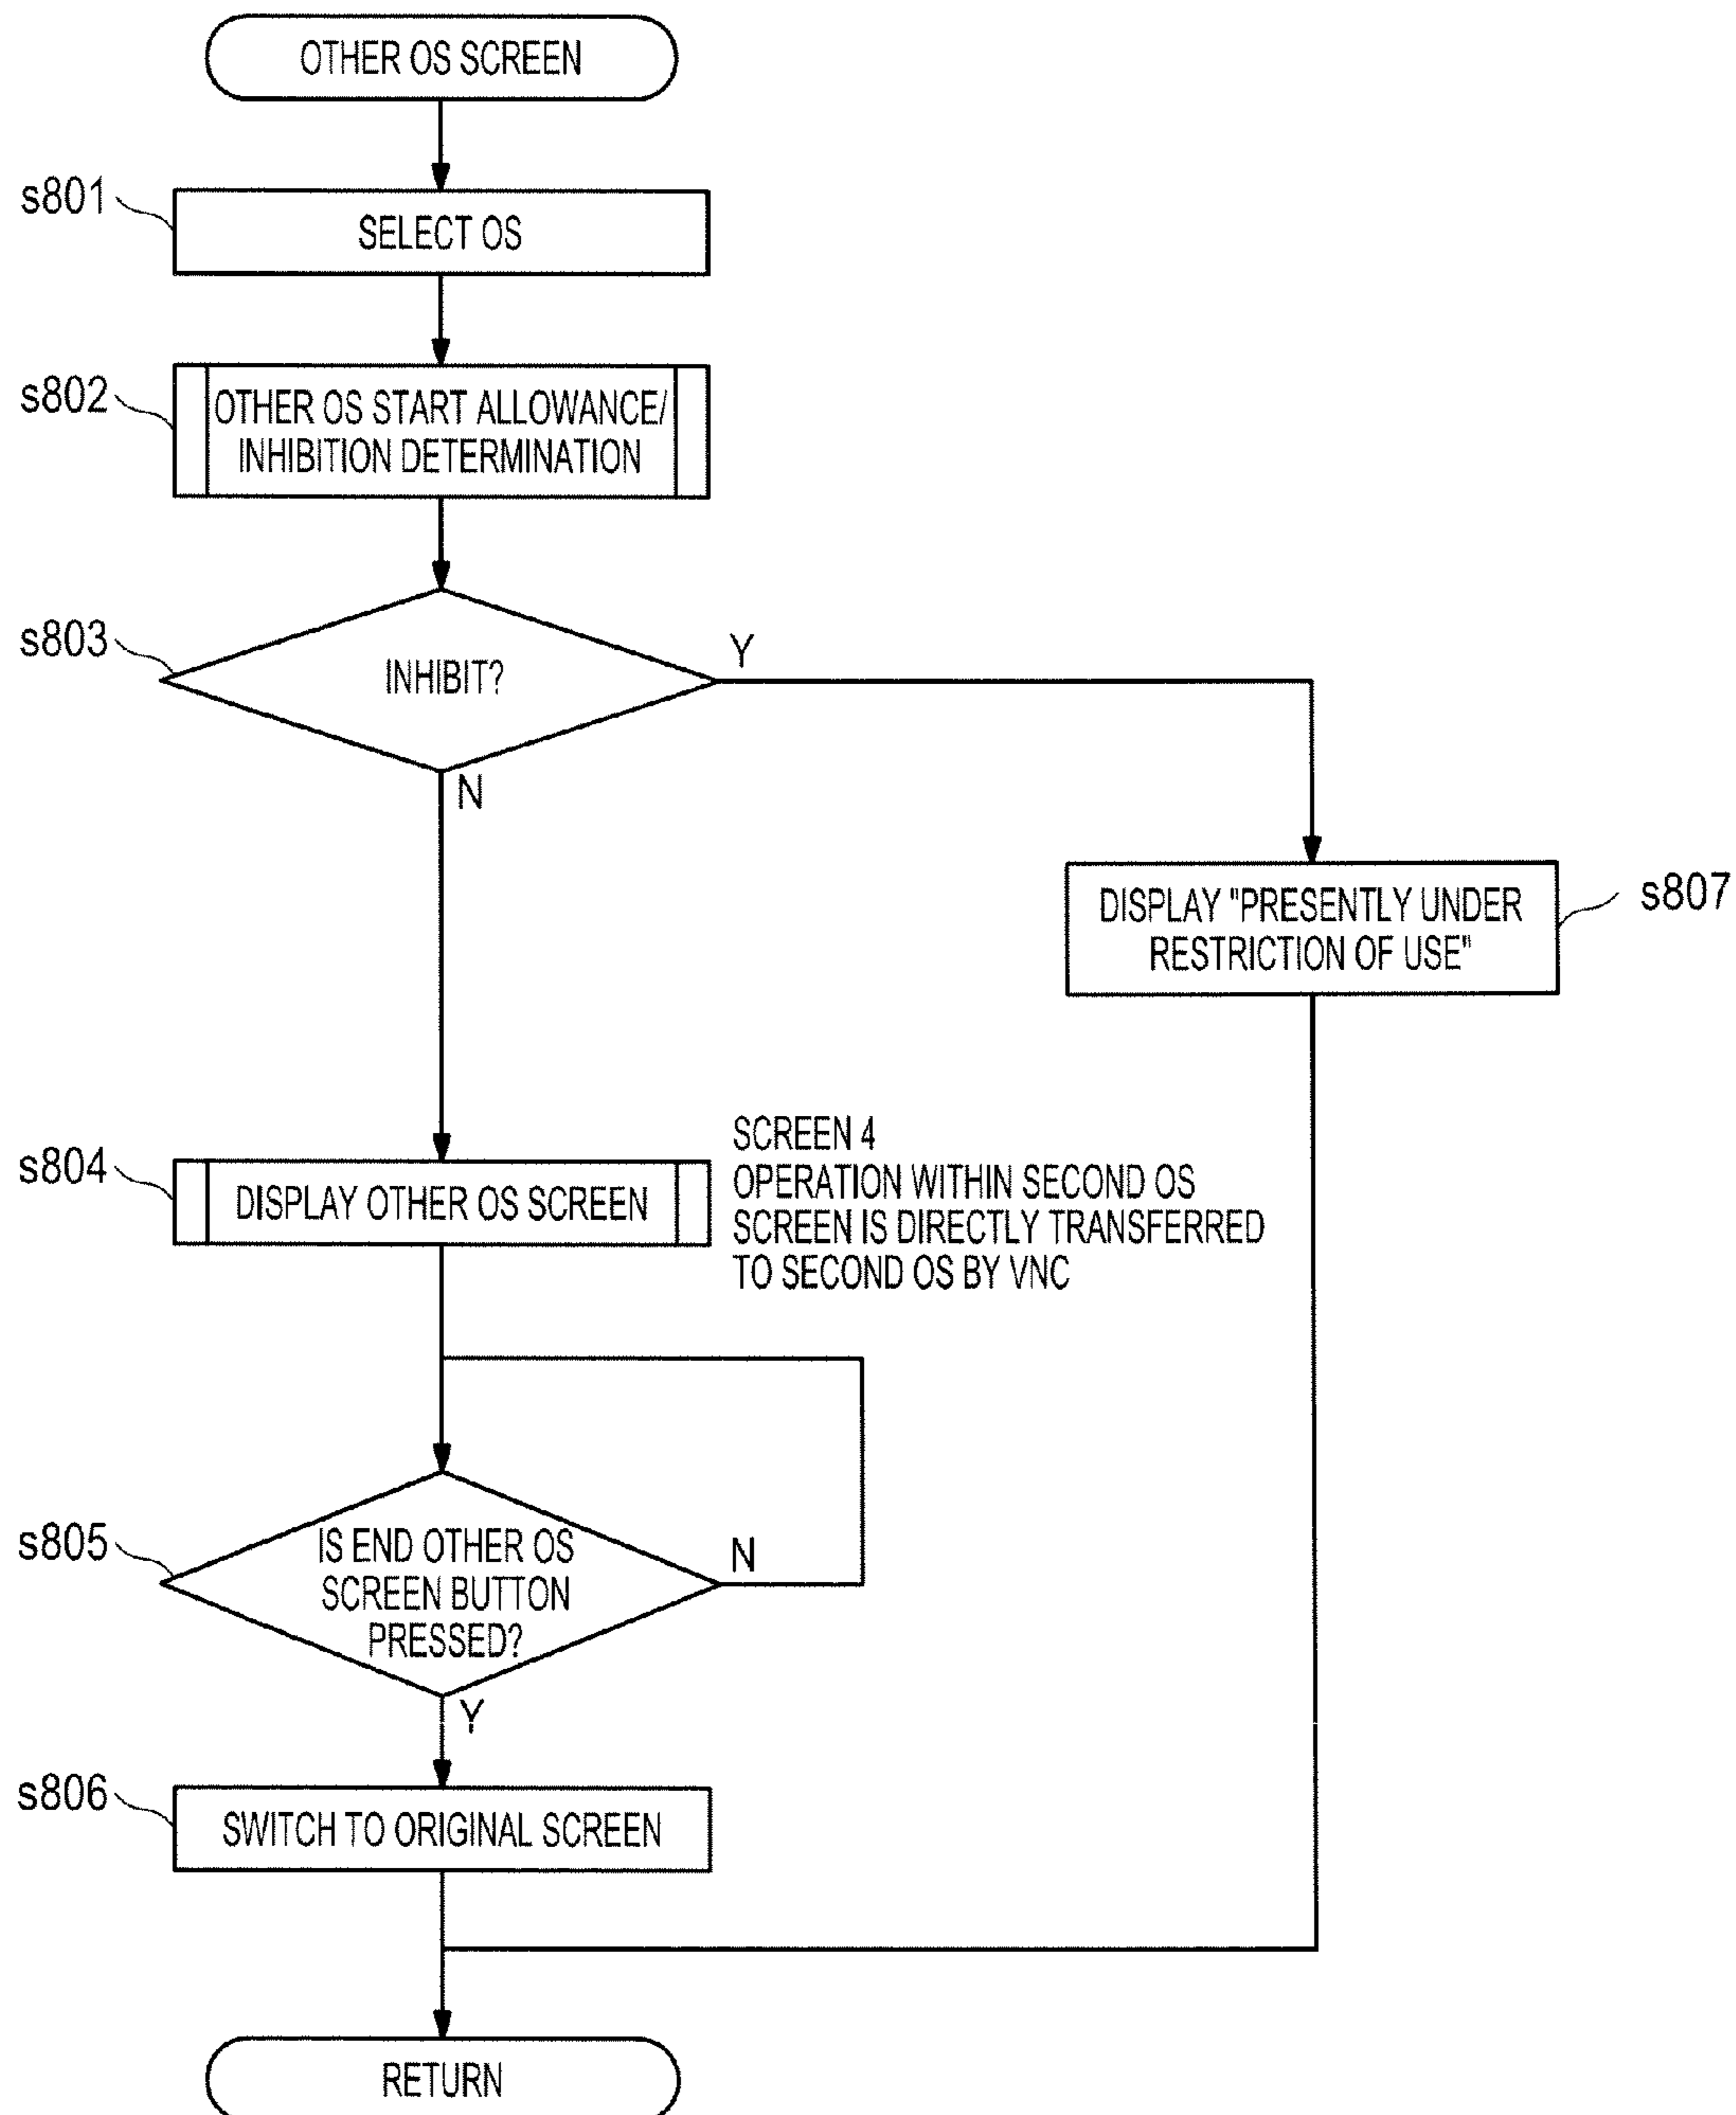 OTHER OS SCREEN
s801
SELECT OS
s802
OTHER OS START ALLOWANCE/
INHIBITION DETERMINATION
s803
INHIBIT?
Y
N
DISPLAY "PRESENTLY UNDER
RESTRICTION OF USE"
s807
s804
DISPLAY OTHER OS SCREEN
SCREEN 4
OPERATION WITHIN SECOND OS
SCREEN IS DIRECTLY TRANSFERRED
TO SECOND OS BY VNC
s805
IS END OTHER OS
SCREEN BUTTON
PRESSED?
N
Y
s806
SWITCH TO ORIGINAL SCREEN
RETURN